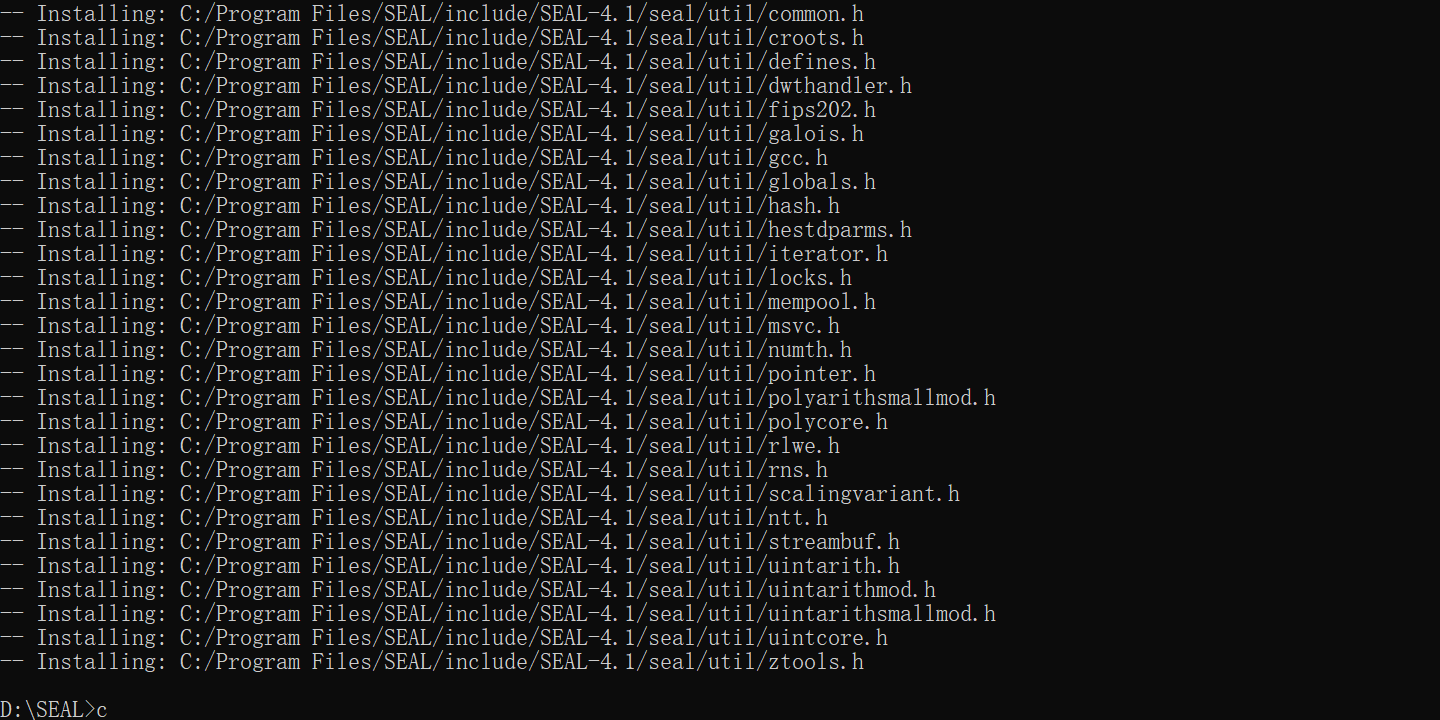 -- Installing: C:/Program Files/SEAL/include/SEAL-4.1/seal/util/common.h
-- Installing: C:/Program Files/SEAL/include/SEAL-4.1/seal/util/croots.h
-- Installing: C:/Program Files/SEAL/include/SEAL-4.1/seal/util/defines.h
-- Installing: C:/Program Files/SEAL/include/SEAL-4.1/seal/util/dwthandler.h
-- Installing: C:/Program Files/SEAL/include/SEAL-4.1/seal/util/fips202.h
-- Installing: C:/Program Files/SEAL/include/SEAL-4.1/seal/util/galois.h
-- Installing: C:/Program Files/SEAL/include/SEAL-4.1/seal/util/gcc.h
-- Installing: C:/Program Files/SEAL/include/SEAL-4.1/seal/util/globals.h
-- Installing: C:/Program Files/SEAL/include/SEAL-4.1/seal/util/hash.h
-- Installing: C:/Program Files/SEAL/include/SEAL-4.1/seal/util/hestdparms.h
-- Installing: C:/Program Files/SEAL/include/SEAL-4.1/seal/util/iterator.h
-- Installing: C:/Program Files/SEAL/include/SEAL-4.1/seal/util/locks.h
-- Installing: C:/Program Files/SEAL/include/SEAL-4.1/seal/util/mempool.h
-- Installing: C:/Program Files/SEAL/include/SEAL-4.1/seal/util/msvc.h
-- Installing: C:/Program Files/SEAL/include/SEAL-4.1/seal/util/numth.h
-- Installing: C:/Program Files/SEAL/include/SEAL-4.1/seal/util/pointer.h
-- Installing: C:/Program Files/SEAL/include/SEAL-4.1/seal/util/polyarithsmallmod.h
-- Installing: C:/Program Files/SEAL/include/SEAL-4.1/seal/util/polycore.h
-- Installing: C:/Program Files/SEAL/include/SEAL-4.1/seal/util/rlwe.h
-- Installing: C:/Program Files/SEAL/include/SEAL-4.1/seal/util/rns.h
-- Installing: C:/Program Files/SEAL/include/SEAL-4.1/seal/util/scalingvariant.h
-- Installing: C:/Program Files/SEAL/include/SEAL-4.1/seal/util/ntt.h
-- Installing: C:/Program Files/SEAL/include/SEAL-4.1/seal/util/streambuf.h
-- Installing: C:/Program Files/SEAL/include/SEAL-4.1/seal/util/uintarith.h
-- Installing: C:/Program Files/SEAL/include/SEAL-4.1/seal/util/uintarithmod.h
-- Installing: C:/Program Files/SEAL/include/SEAL-4.1/seal/util/uintarithsmallmod.h
-- Installing: C:/Program Files/SEAL/include/SEAL-4.1/seal/util/uintcore.h
-- Installing: C:/Program Files/SEAL/include/SEAL-4.1/seal/util/ztools.h
D:\SEAL>c